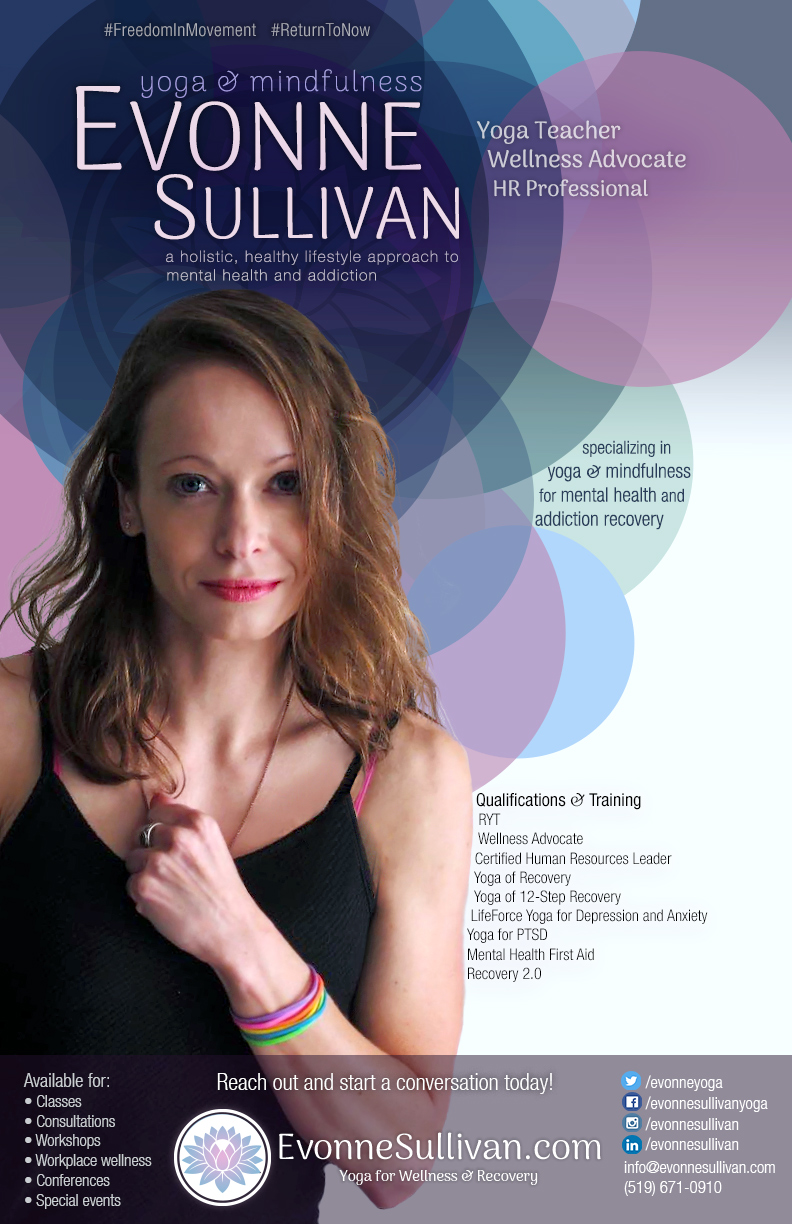 #FreedomInMovement #ReturnToNow
yoga & mindfulness
EVONNE
SULLIVAN
a holistic, healthy lifestyle approach to
mental health and addiction
Yoga Teacher
Wellness Advocate
HR Professional
specializing in
yoga & mindfulness
for mental health and
addiction recovery
Qualifications & Training
RYT
Wellness Advocate
Certified Human Resources Leader
Yoga of Recovery
Yoga of 12-Step Recovery
LifeForce Yoga for Depression and Anxiety
Yoga for PTSD
Mental Health First Aid
Recovery 2.0
Available for:
• Classes
• Consultations
• Workshops
• Workplace wellness
• Conferences
• Special events
Reach out and start a conversation today!
EvonneSullivan.com
Yoga for Wellness & Recovery
/evonneyoga
/evonnesullivanyoga
/evonnesullivan
in /evonnesullivan
info@evonnesullivan.com
(519) 671-0910